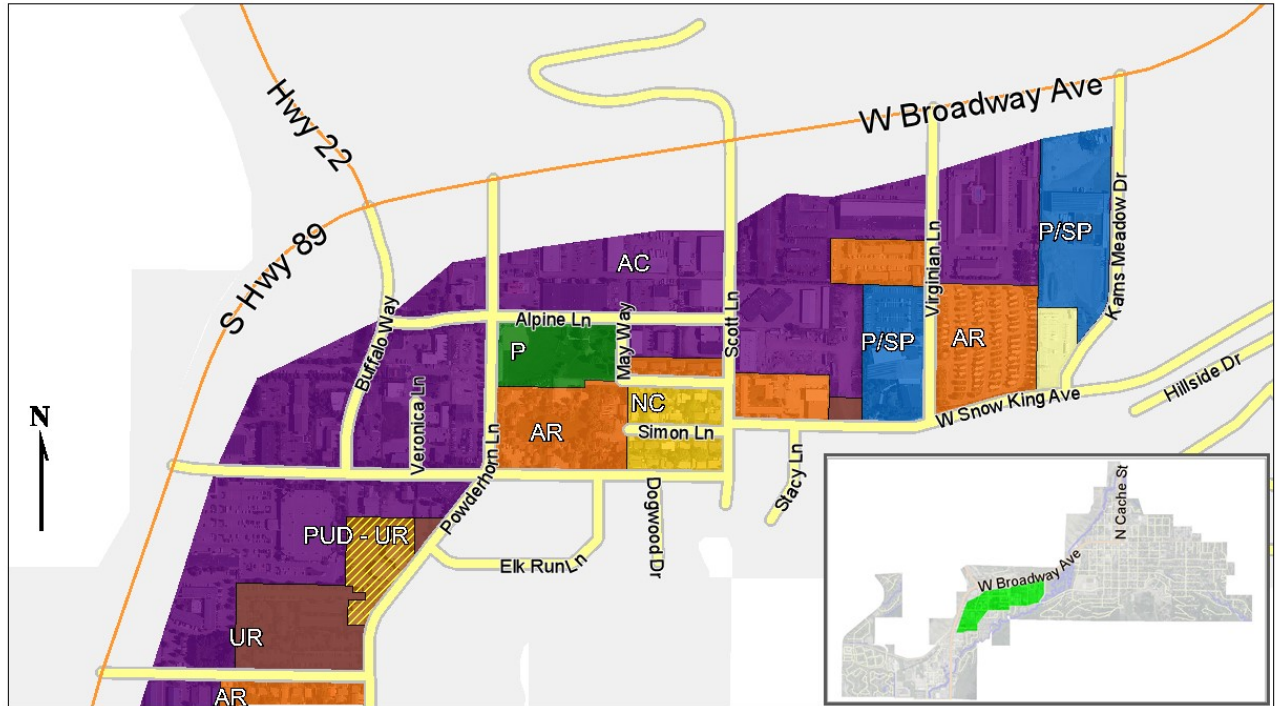 Hwy 22
W Broadway Ave
S Hwy 89
Kams Meadow Dr
P/SP
Virginian Ln
AC
Buffalo Way
Alpine Ln
May Way
Scott Ln
P
P/SP
AR
Hillside Dr
Veronica Ln
NC
W Snow King Ave
N
AR
Simon Ln
Powderhorn Ln
Stacy Ln
Dogwood Dr
PUD - UR
Elk Run Ln
UR
AR
N Cache St
W Broadway Ave